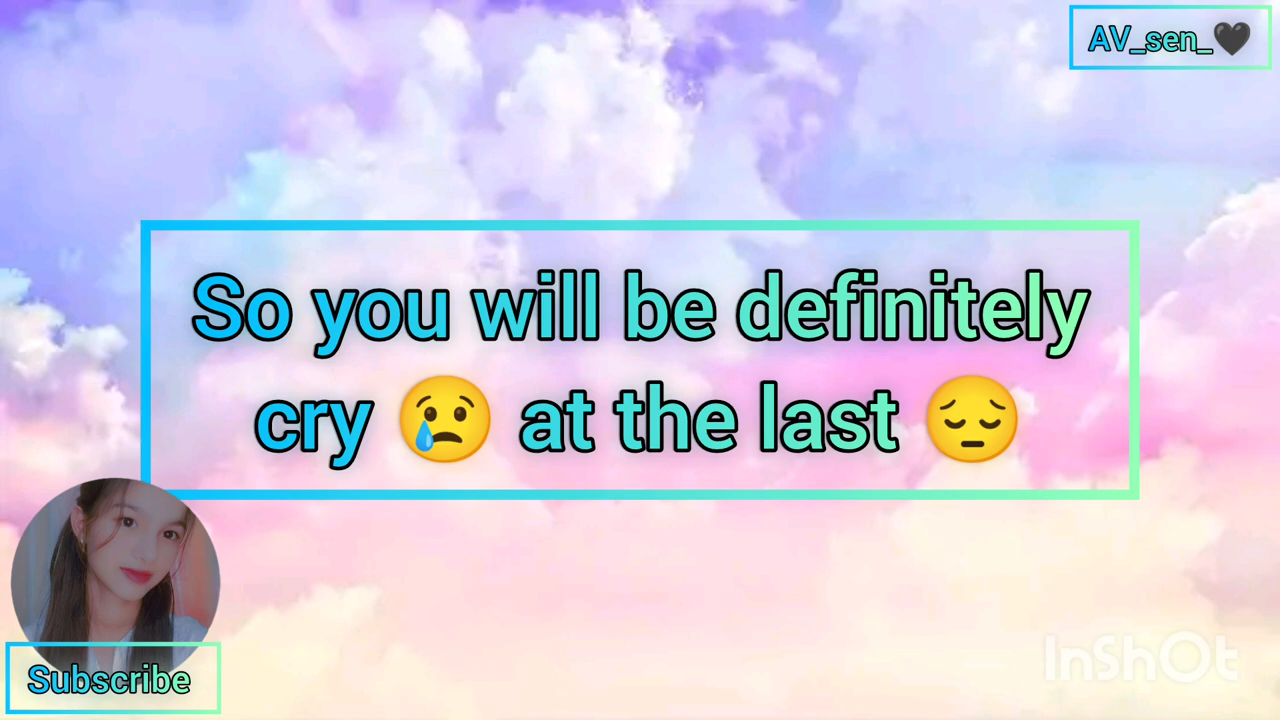 AV_sen_🖤
So you will be definitely
cry 😢 at the last 😔
Subscribe
InShOt